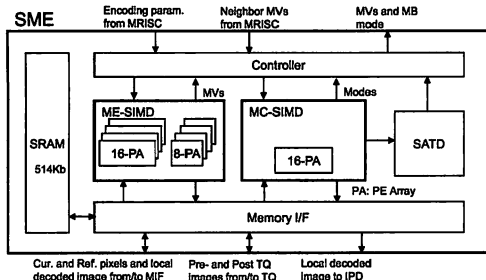 SME
Encoding param.
from MRISC
Neighbor MVs
from MRISC
MVs and MB
mode
Controller
MVs
Modes
ME-SIMD
16-PA
8-PA
MC-SIMD
16-PA
SATD
SRAM
514Kb
PA: PE Array
Memory I/F
Cur. and Ref. pixels and local
decoded image from/to MIF
Pre- and Post TQ
images from/to TQ
Local decoded
image to IPD